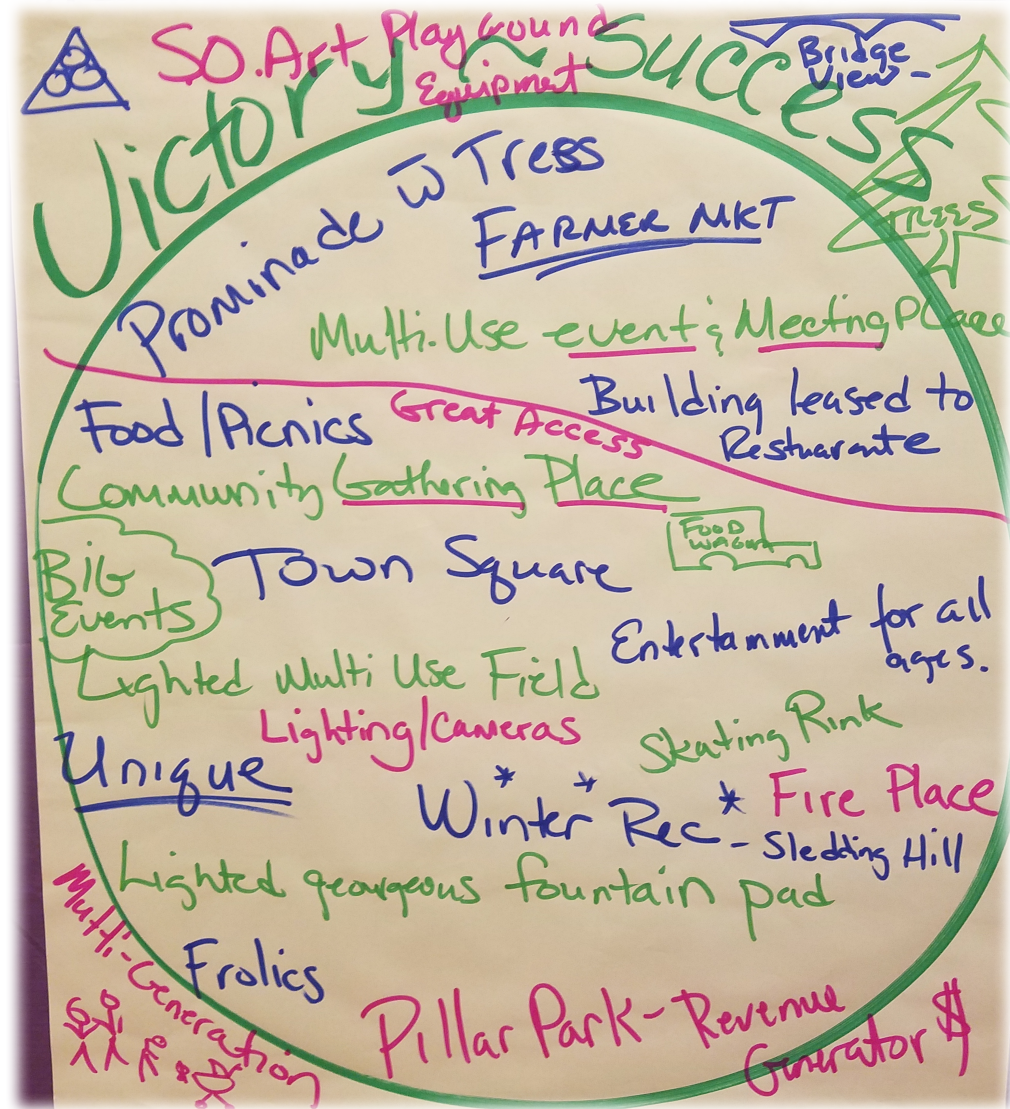 S.O.Art Playground
Equipment
Bridge
View-
Victory ~ Success
TREES
Prominade w Tress
FARMER MKT
Multi-Use event & Meeting Place
Food/Picnics
Great Access
Building leased to
Restuarante
Community Gathering Place
FOOD
WAGON
BIG
Events
Town Square
Entertainment for all
ages.
Lighted Multi Use Field
Lighting/Cameras
Skating Rink
Unique
Winter Rec - Sledding Hill
Fire Place
Lighted georgeous fountain pad
Multi-Generation
Frolics
Pillar Park - Revenue
Generator $